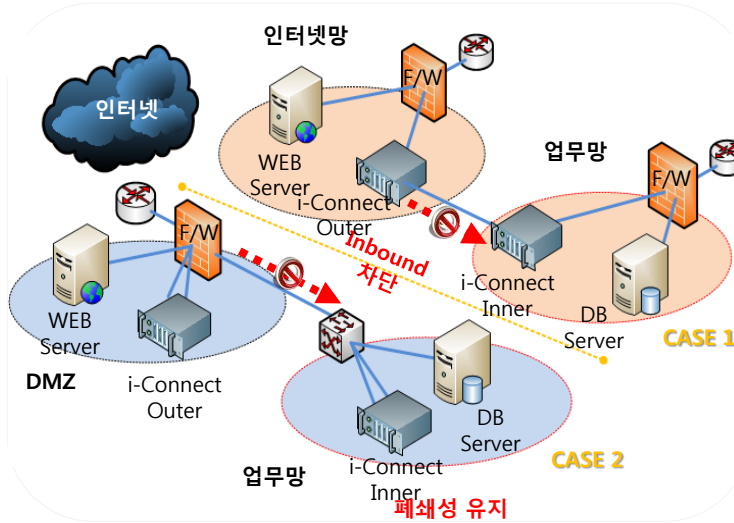 인터넷망
F/W
인터넷
WEB
Server
업무망
i-Connect
Outer
F/W
F/W
Inbound
차단
i-Connect
Inner
DB
Server
CASE 1
WEB
Server
DMZ
i-Connect
Outer
DB
Server
업무망
i-Connect
Inner
CASE 2
폐쇄성 유지